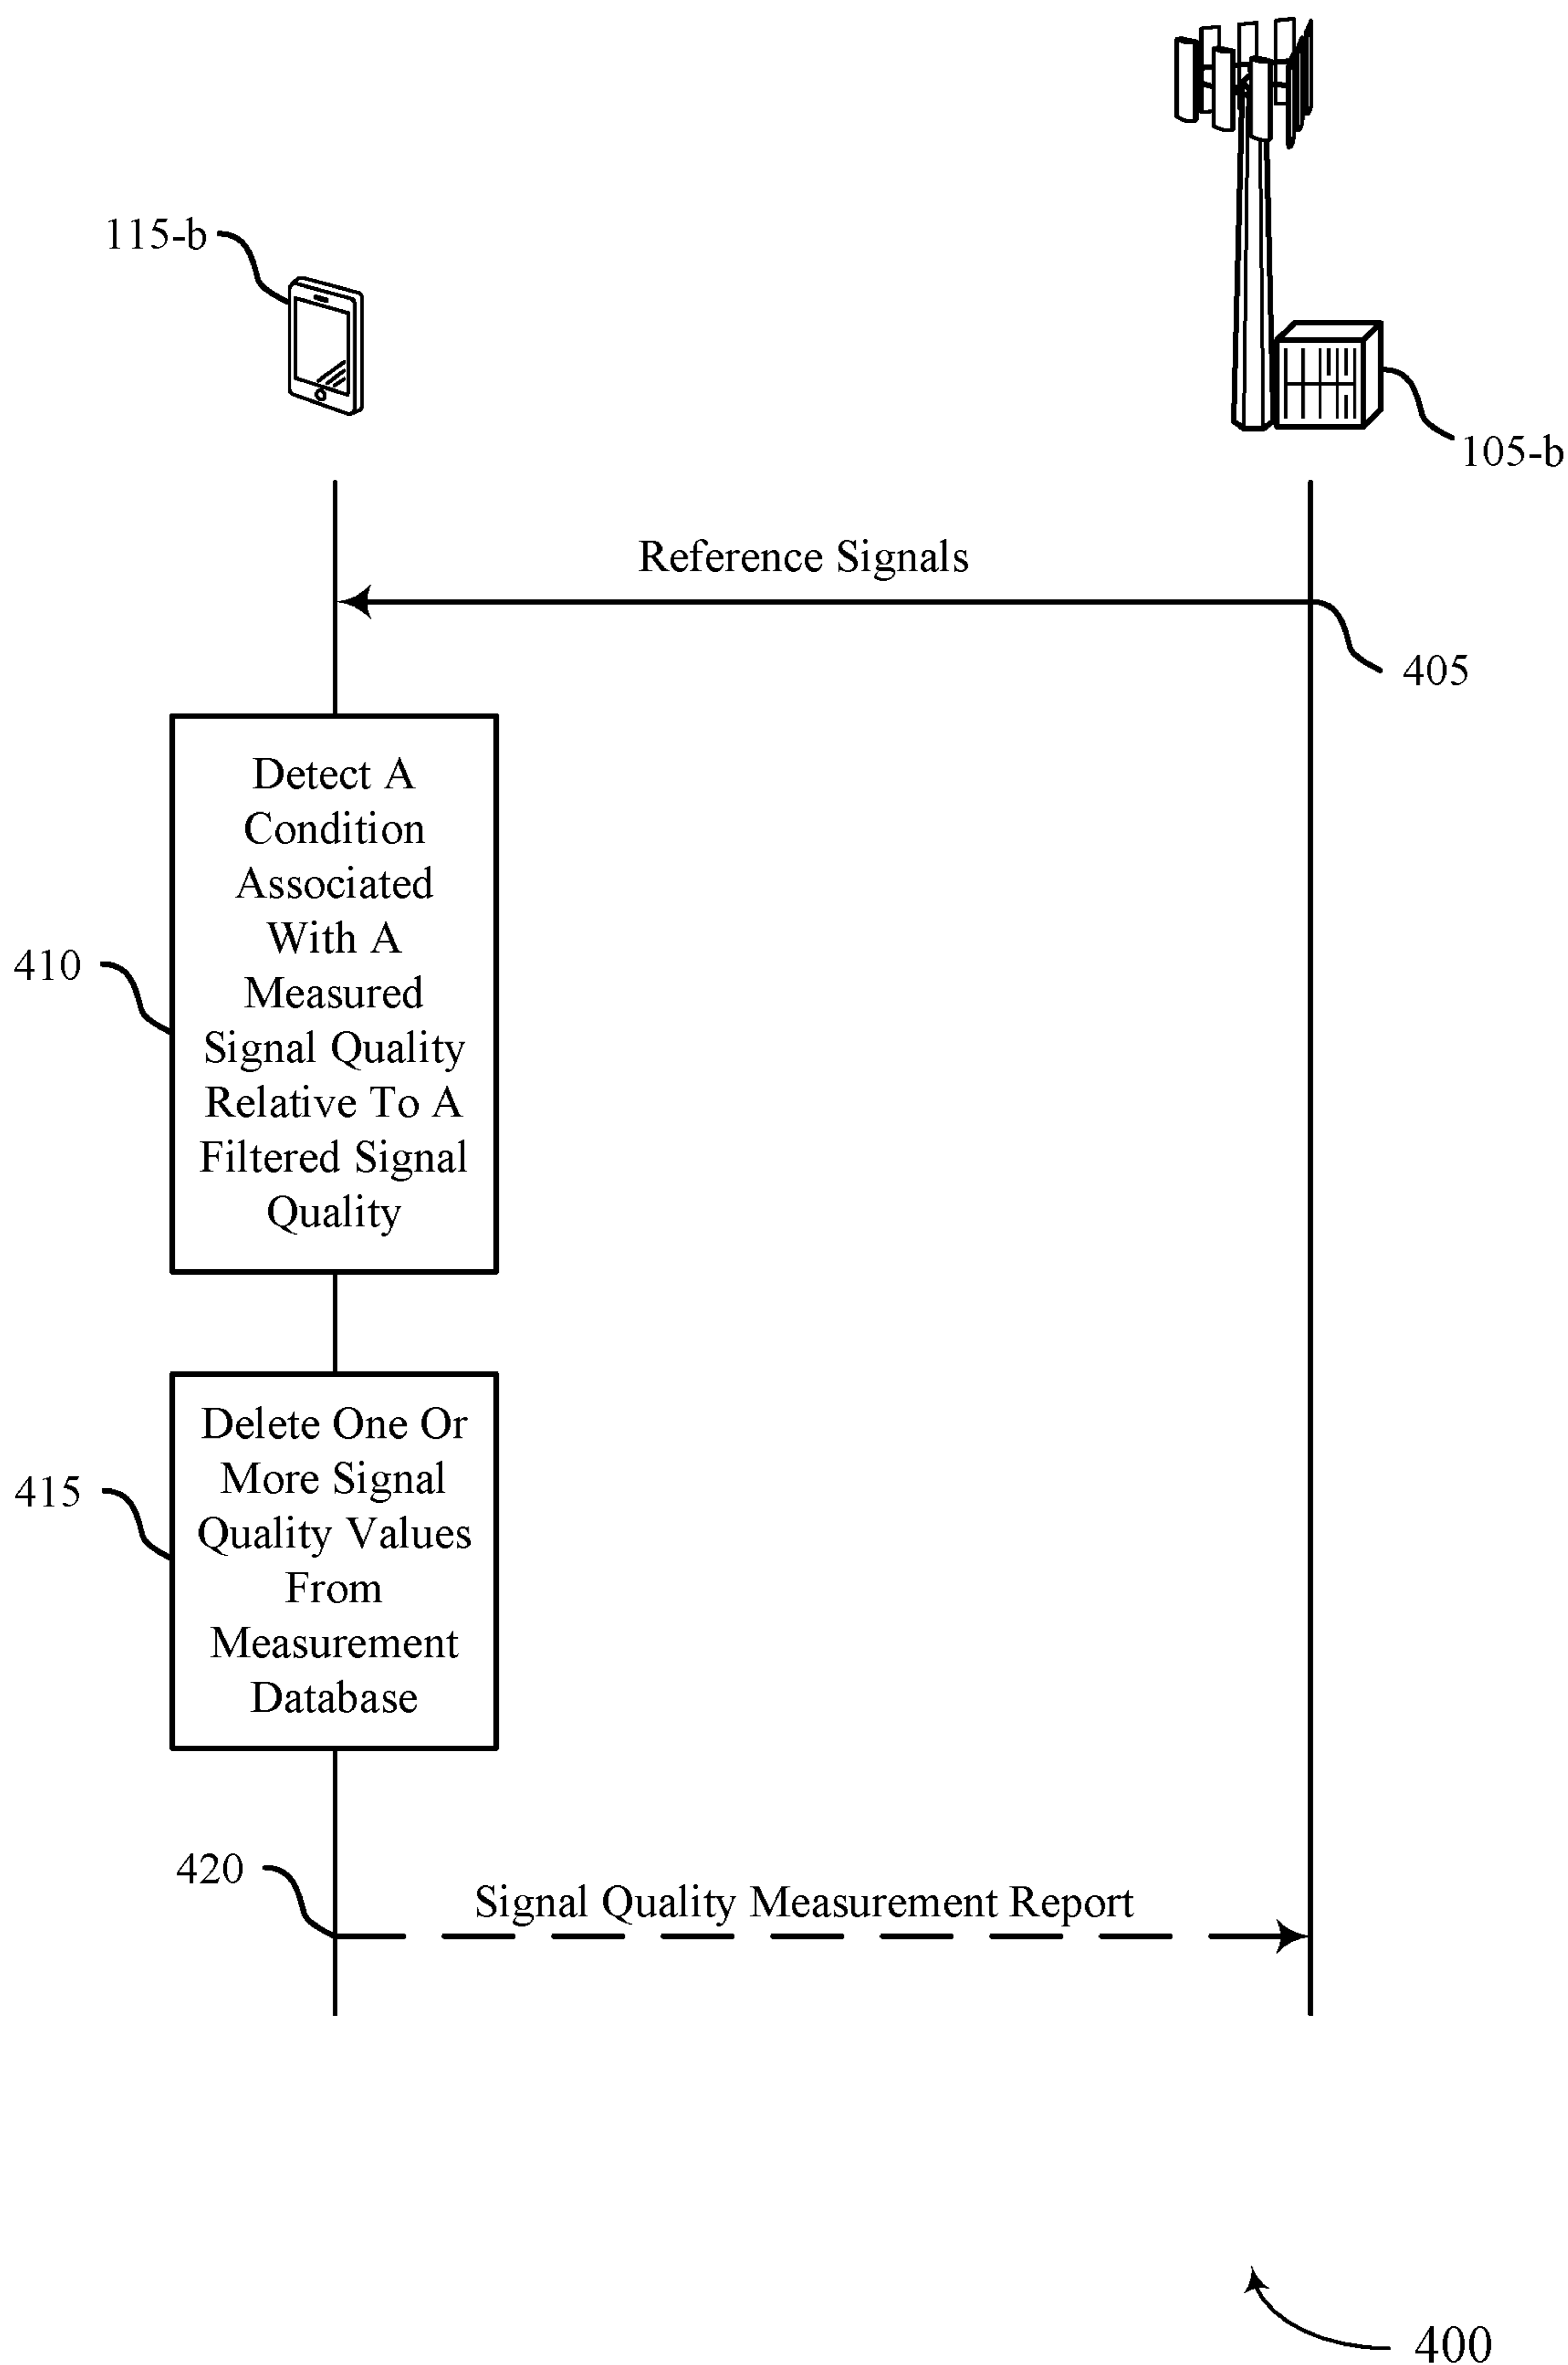 115-b
105-b
Reference Signals
405
Detect A
Condition
Associated
With A
Measured
Signal Quality
Relative To A
Filtered Signal
Quality
410
Delete One Or
More Signal
Quality Values
From
Measurement
Database
415
420
Signal Quality Measurement Report
400